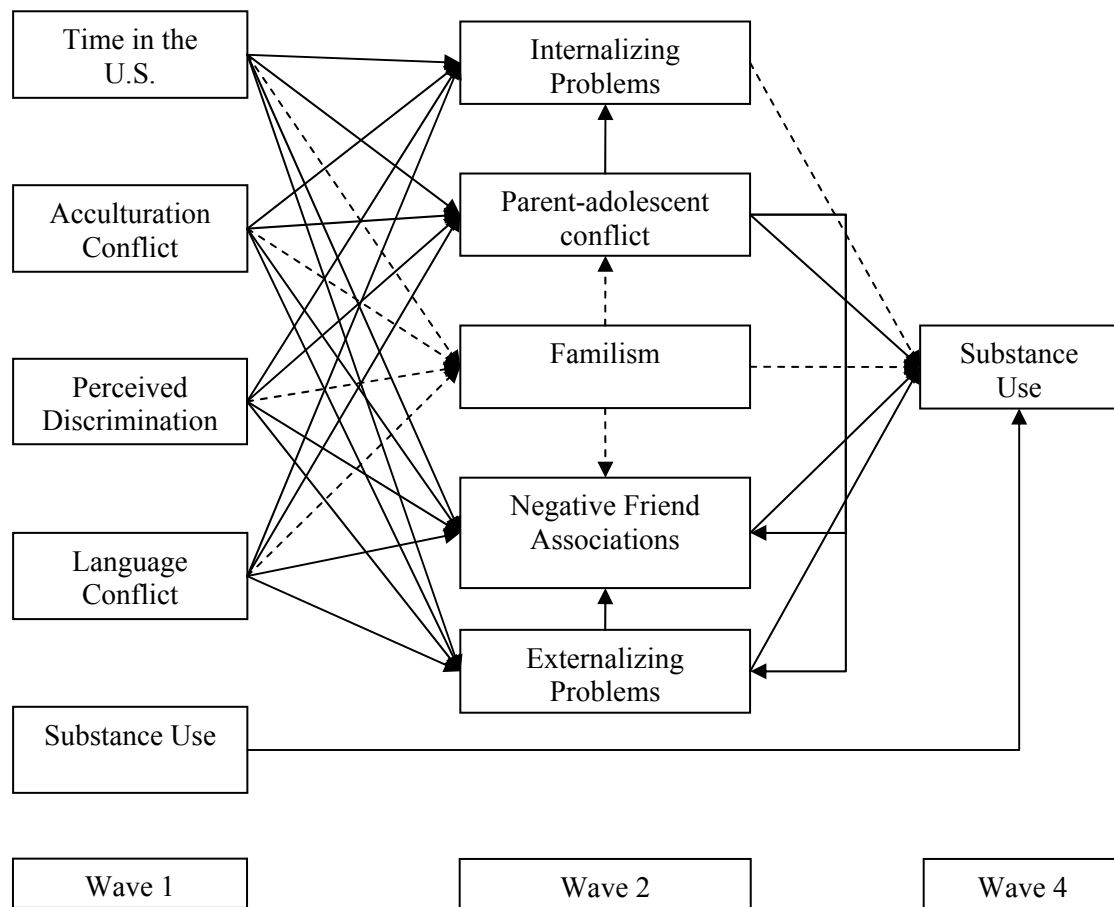 Time in the
U.S.
Acculturation
Conflict
Perceived
Discrimination
Language
Conflict
Substance Use
Internalizing
Problems
Parent-adolescent
conflict
Familism
Negative Friend
Associations
Externalizing
Problems
Substance
Use
Wave 1
Wave 2
Wave 4